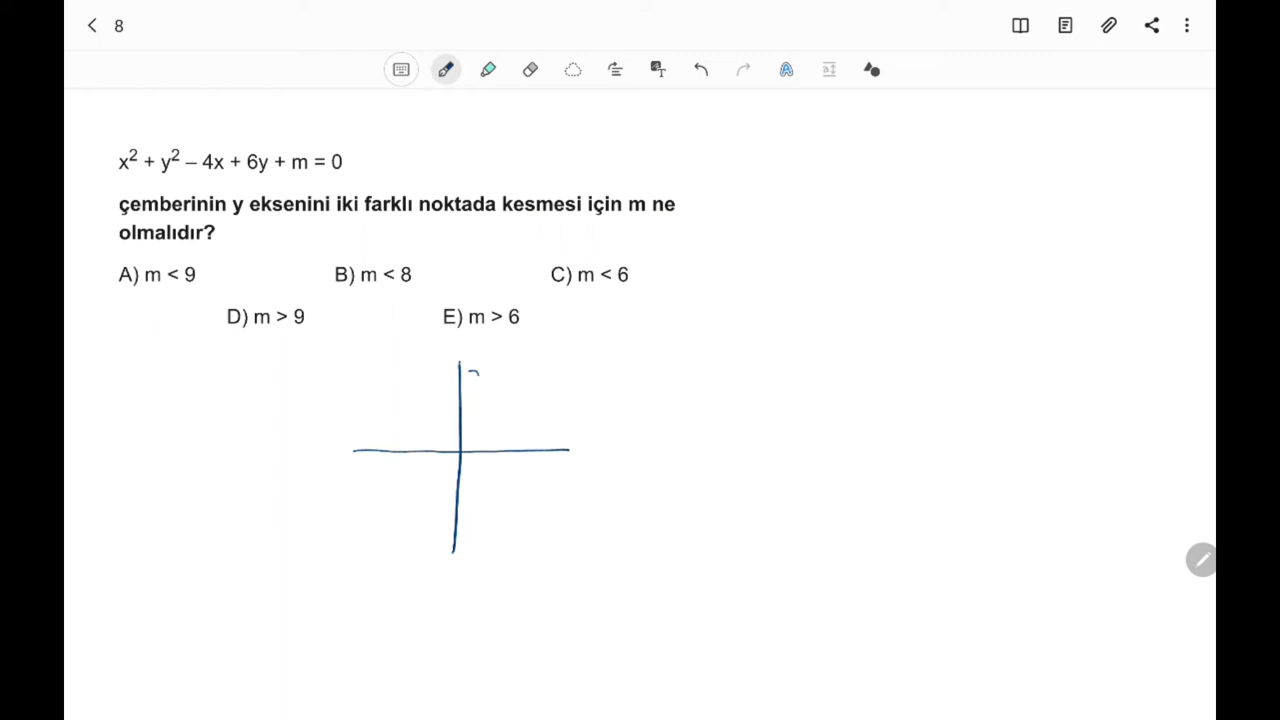 8
x² + y² – 4x + 6y + m = 0
çemberinin y eksenini iki farklı noktada kesmesi için m ne
olmalıdır?
A) m < 9 B) m < 8 C) m < 6
D) m > 9 E) m > 6